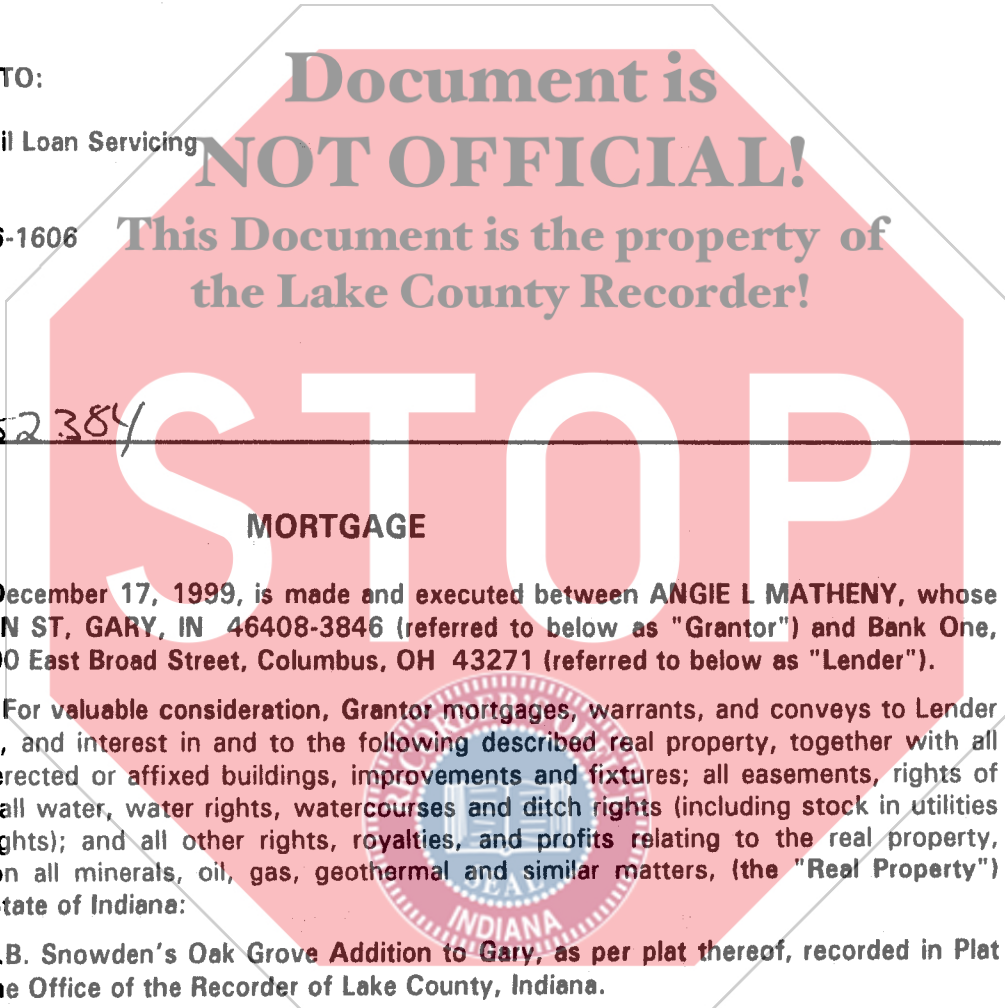 TO:
Document is
il Loan Servicing
NOT OFFICIAL!
-1606
This Document is the property of
the Lake County Recorder!
52384
STOP
MORTGAGE
December 17, 1999, is made and executed between ANGIE L MATHENY, whose
N ST, GARY, IN 46408-3846 (referred to below as "Grantor") and Bank One,
0 East Broad Street, Columbus, OH 43271 (referred to below as "Lender").
For valuable consideration, Grantor mortgages, warrants, and conveys to Lender
, and interest in and to the following described real property, together with all
erected or affixed buildings, improvements and fixtures; all easements, rights of
all water, water rights, watercourses and ditch rights (including stock in utilities
ghts); and all other rights, royalties, and profits relating to the real property,
n all minerals, oil, gas, geothermal and similar matters, (the "Real Property")
tate of Indiana:
SEAL
INDIANA
.B. Snowden's Oak Grove Addition to Gary, as per plat thereof, recorded in Plat
e Office of the Recorder of Lake County, Indiana.